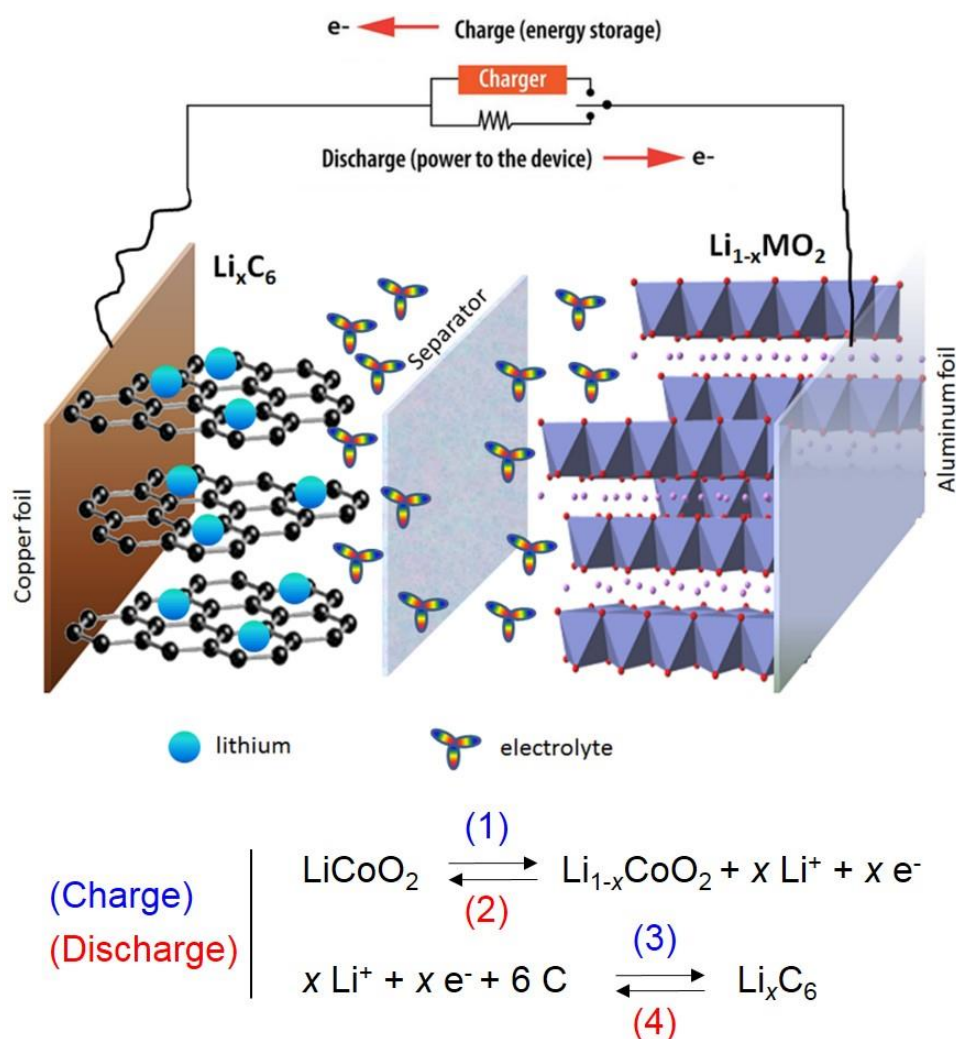 e- Charge (energy storage)
Charger
Discharge (power to the device) e-
LiₓC₆
Li₁₋ₓMO₂
Separator
Copper foil
Aluminum foil
lithium
electrolyte
(1)
LiCoO₂ ⇌ Li₁₋ₓCoO₂ + x Li⁺ + x e⁻
(Charge)
(2)
(Discharge)
(3)
x Li⁺ + x e⁻ + 6 C ⇌ LiₓC₆
(4)